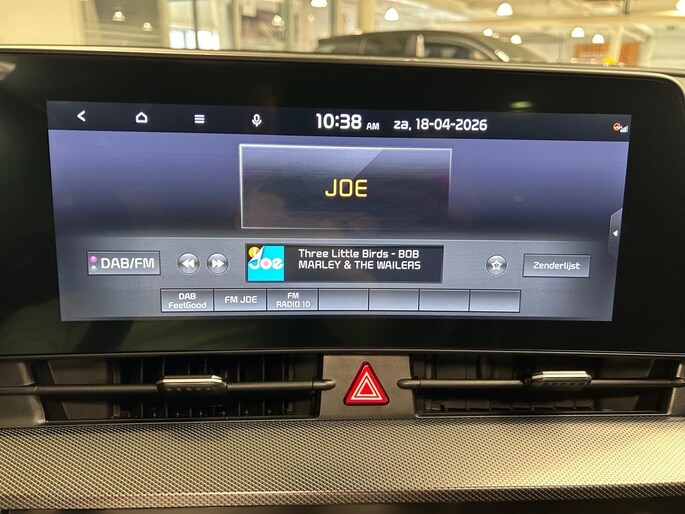 10:38 AM za, 18-04-2026
JOE
DAB/FM
Joe
Three Little Birds - BOB
MARLEY & THE WAILERS
Zenderlijst
DAB
FeelGood
FM JOE
FM
RADIO 10